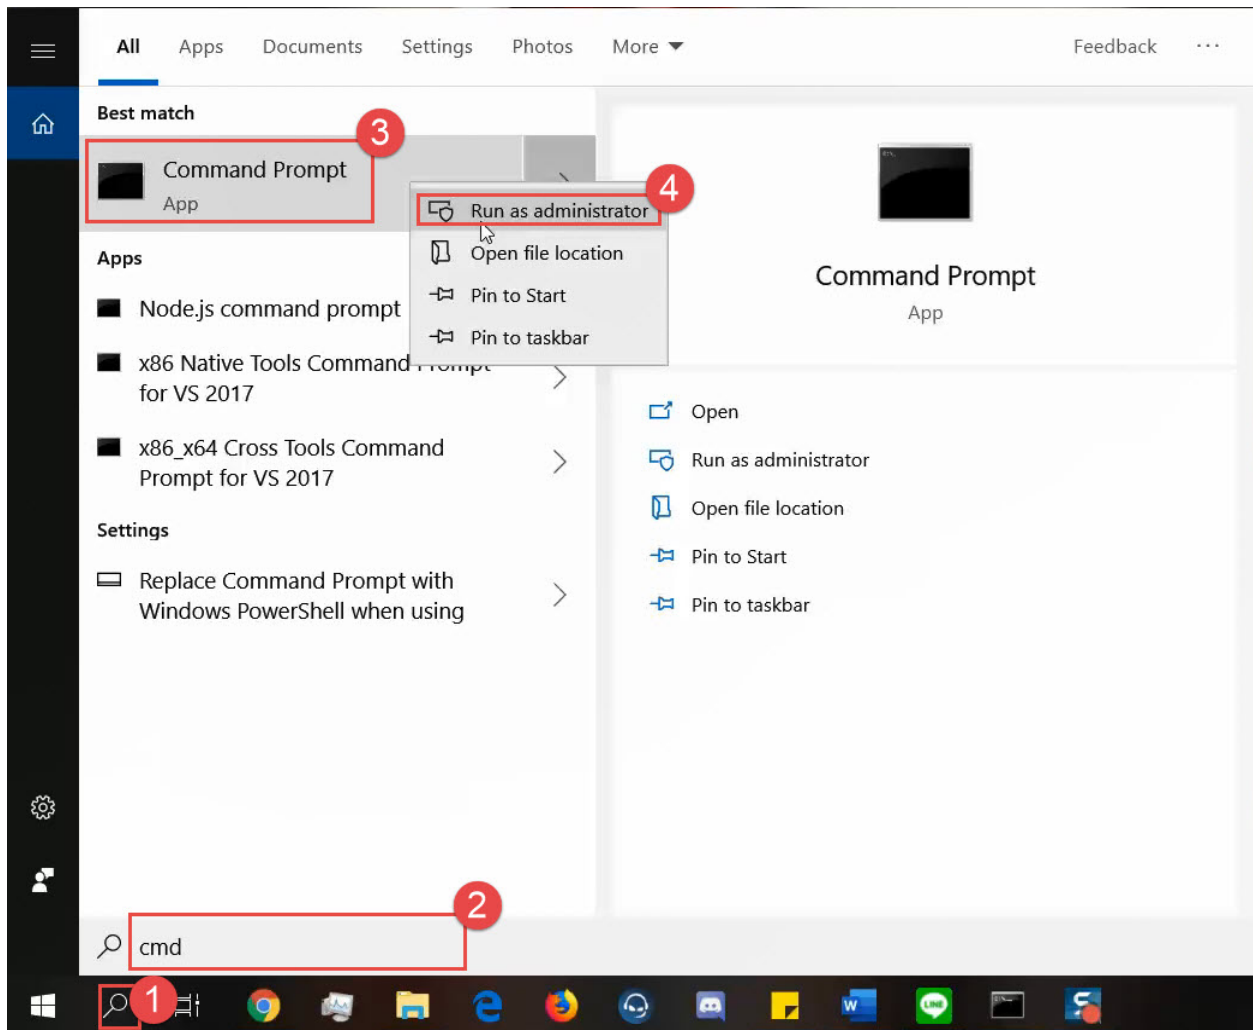 All Apps Documents Settings Photos More Feedback ...
Best match
3
Command Prompt
App
4
Run as administrator
Open file location
Pin to Start
Pin to taskbar
Apps
Node.js command prompt
x86 Native Tools Command Prompt
for VS 2017
x86_x64 Cross Tools Command
Prompt for VS 2017
Settings
Replace Command Prompt with
Windows PowerShell when using
Command Prompt
App
Open
Run as administrator
Open file location
Pin to Start
Pin to taskbar
2
cmd
1
W
LINE